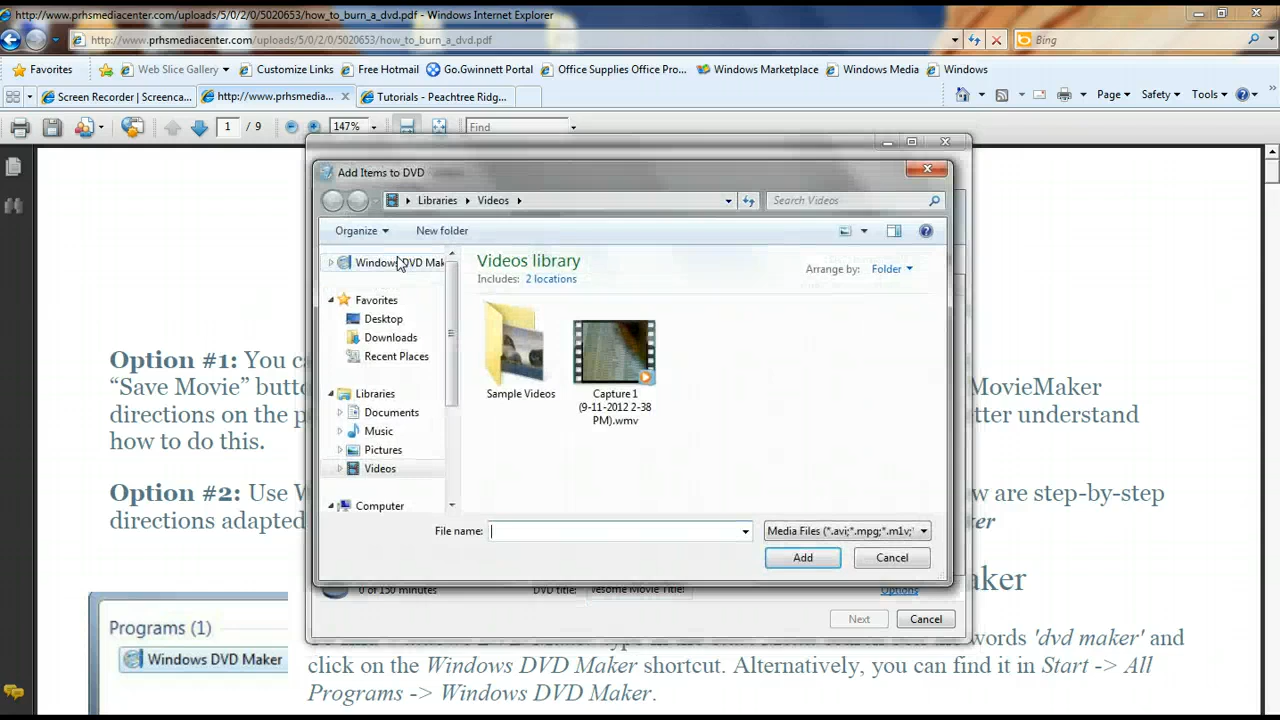 http://www.prhsmediacenter.com/uploads/5/0/2/0/5020653/how_to_burn_a_dvd.pdf - Windows Internet Explorer
http://www.prhsmediacenter.com/uploads/5/0/2/0/5020653/how_to_burn_a_dvd.pdf
Bing
Favorites Web Slice Gallery Customize Links Free Hotmail Go.Gwinnett Portal Office Supplies Office Pro... Windows Marketplace Windows Media Windows
Screen Recorder | Screenca... http://www.prhsmedia... Tutorials - Peachtree Ridg...
Page Safety Tools
1 / 9 147% Find
Add Items to DVD
Libraries Videos Search Videos
Organize New folder
Windows DVD Mak
Videos library
Includes: 2 locations
Arrange by: Folder
Favorites
Desktop
Downloads
Recent Places
Libraries
Documents
Music
Pictures
Videos
Computer
Sample Videos
Capture 1
(9-11-2012 2-38
PM).wmv
File name: Media Files (*.avi;*.mpg;*.m1v;
Add Cancel
0 of 150 minutes DVD title: esome Movie Title! Options
Next Cancel
Option #1: You ca MovieMaker
"Save Movie" butto
directions on the p tter understand
how to do this.
Option #2: Use W w are step-by-step
directions adapted
aker
Programs (1)
Windows DVD Maker
words 'dvd maker' and
click on the Windows DVD Maker shortcut. Alternatively, you can find it in Start -> All
Programs -> Windows DVD Maker.